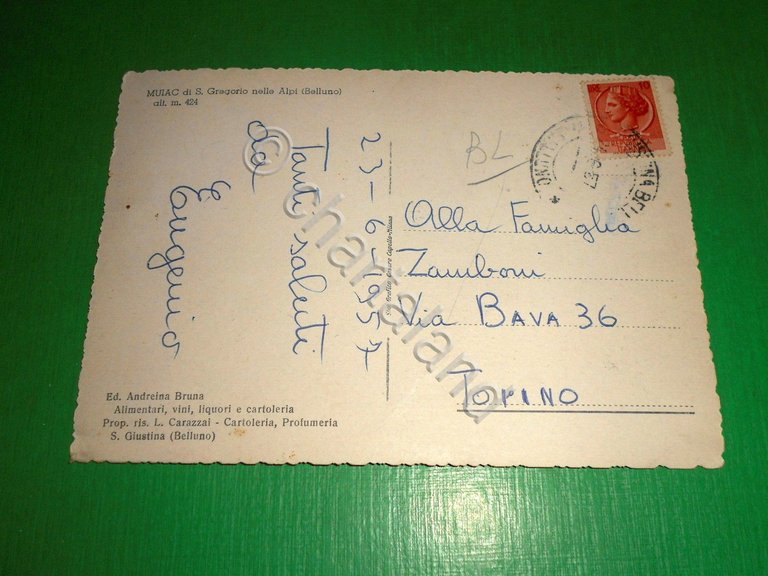 MUIAC di S. Gregorio nelle Alpi (Belluno)
alt. m. 424
BL
23-6-1957
Tanti saluti
da
Eugenio
Alla Famiglia
Zamboni
Via BAVA 36
TORINO
Ed. Andreina Bruna
Alimentari, vini, liquori e cartoleria
Prop. ris. L. Carazzai - Cartoleria, Profumeria
S. Giustina (Belluno)
© chartaland